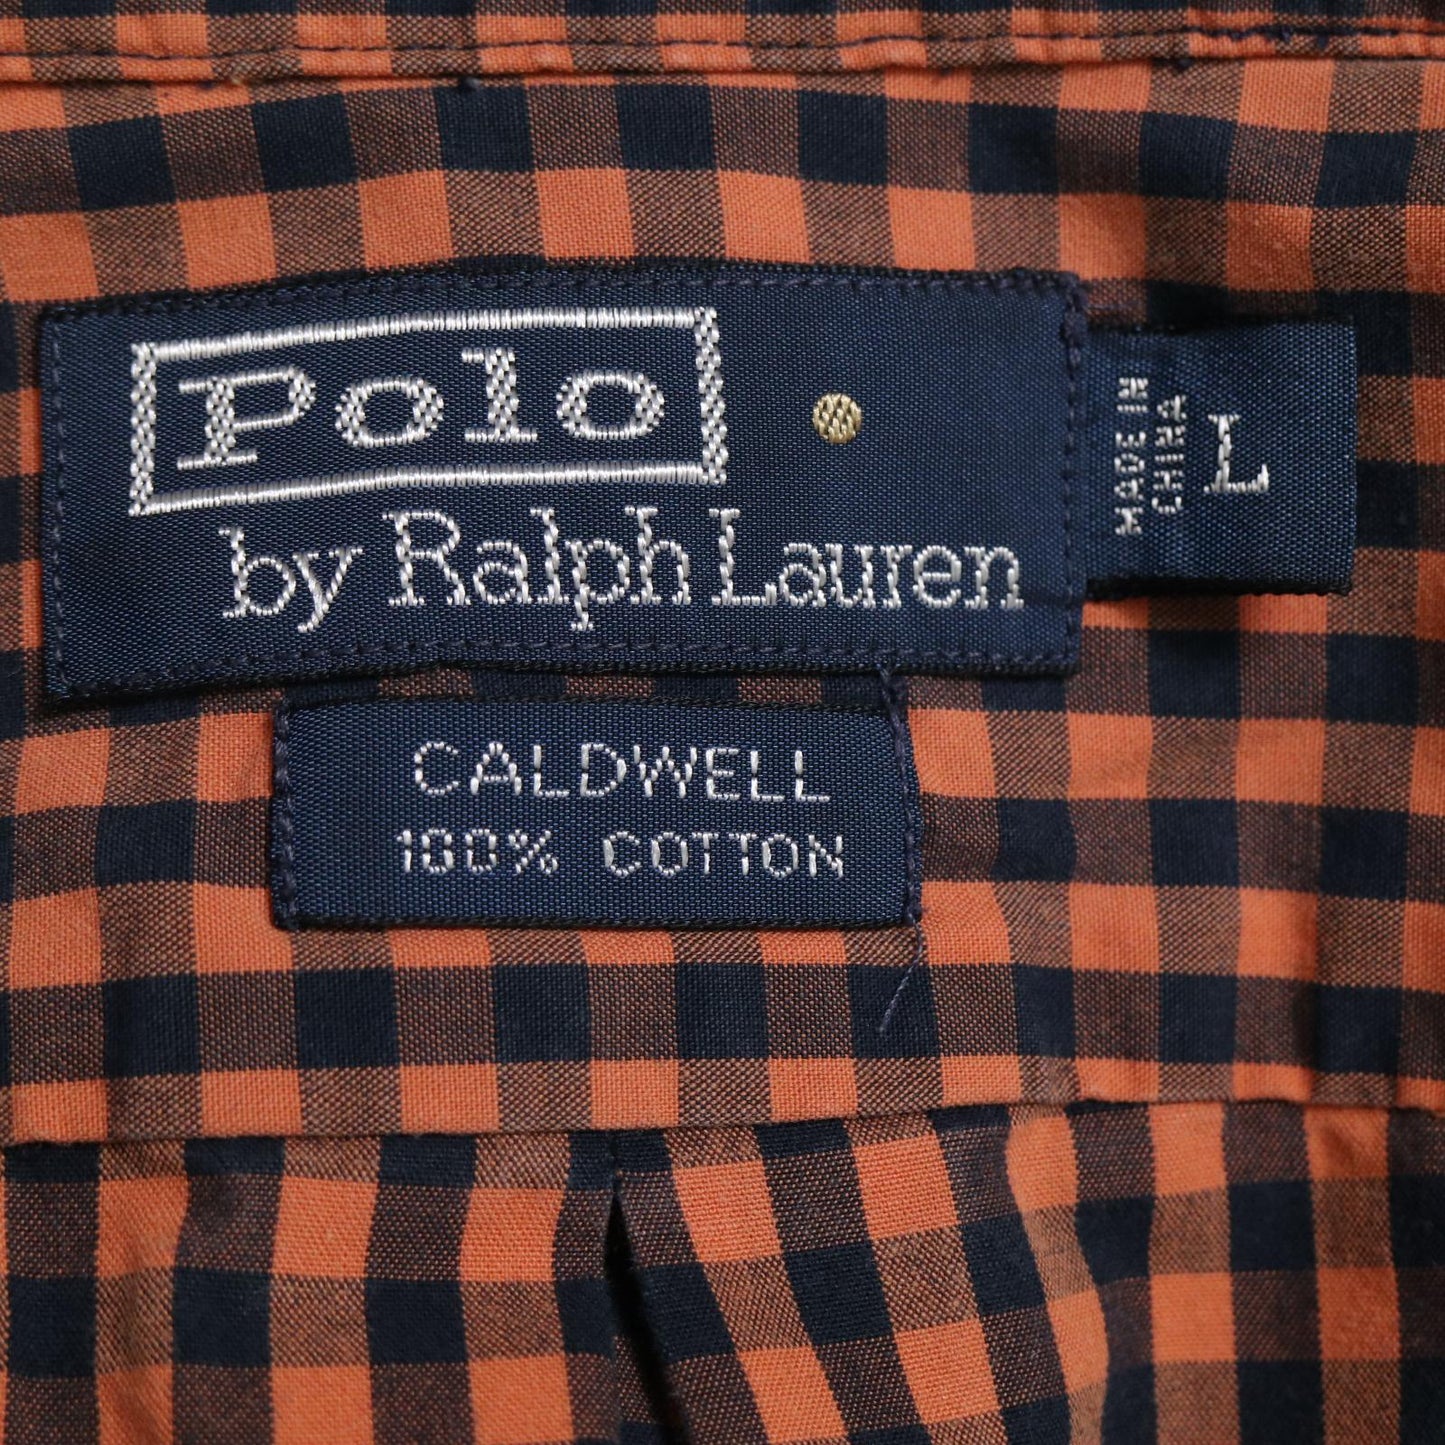 Polo
by Ralph Lauren
MADE IN
CHINA
L
CALDWELL
100% COTTON